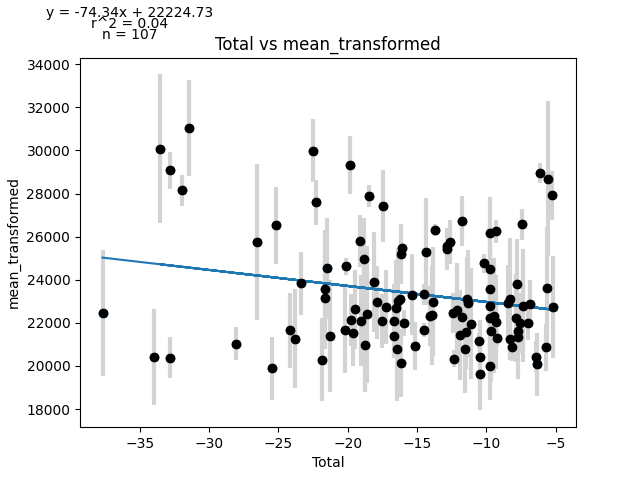 y = -74.34x + 22224.73
r^2 = 0.04
n = 107
Total vs mean_transformed
34000
32000
30000
28000
26000
24000
22000
20000
18000
mean_transformed
−35 −30 −25 −20 −15 −10 −5
Total